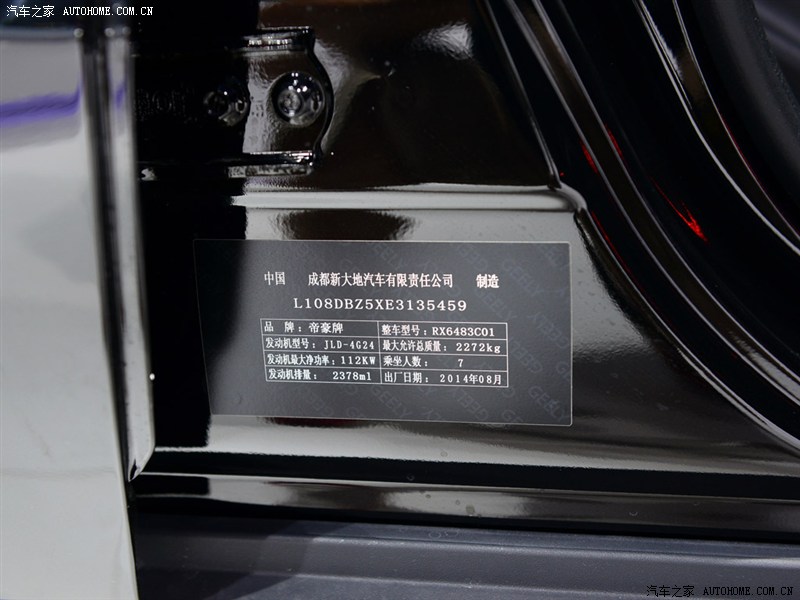 汽车之家 AUTOHOME.COM.CN
中国 成都新大地汽车有限责任公司 制造
L108DBZ5XE3135459
品 牌：帝豪牌 整车型号：RX6483C01
发动机型号：JLD-4G24 最大允许总质量：2272kg
发动机最大净功率：112KW 乘坐人数：7
发动机排量：2378ml 出厂日期：2014年08月
GEELY
汽车之家 AUTOHOME.COM.CN